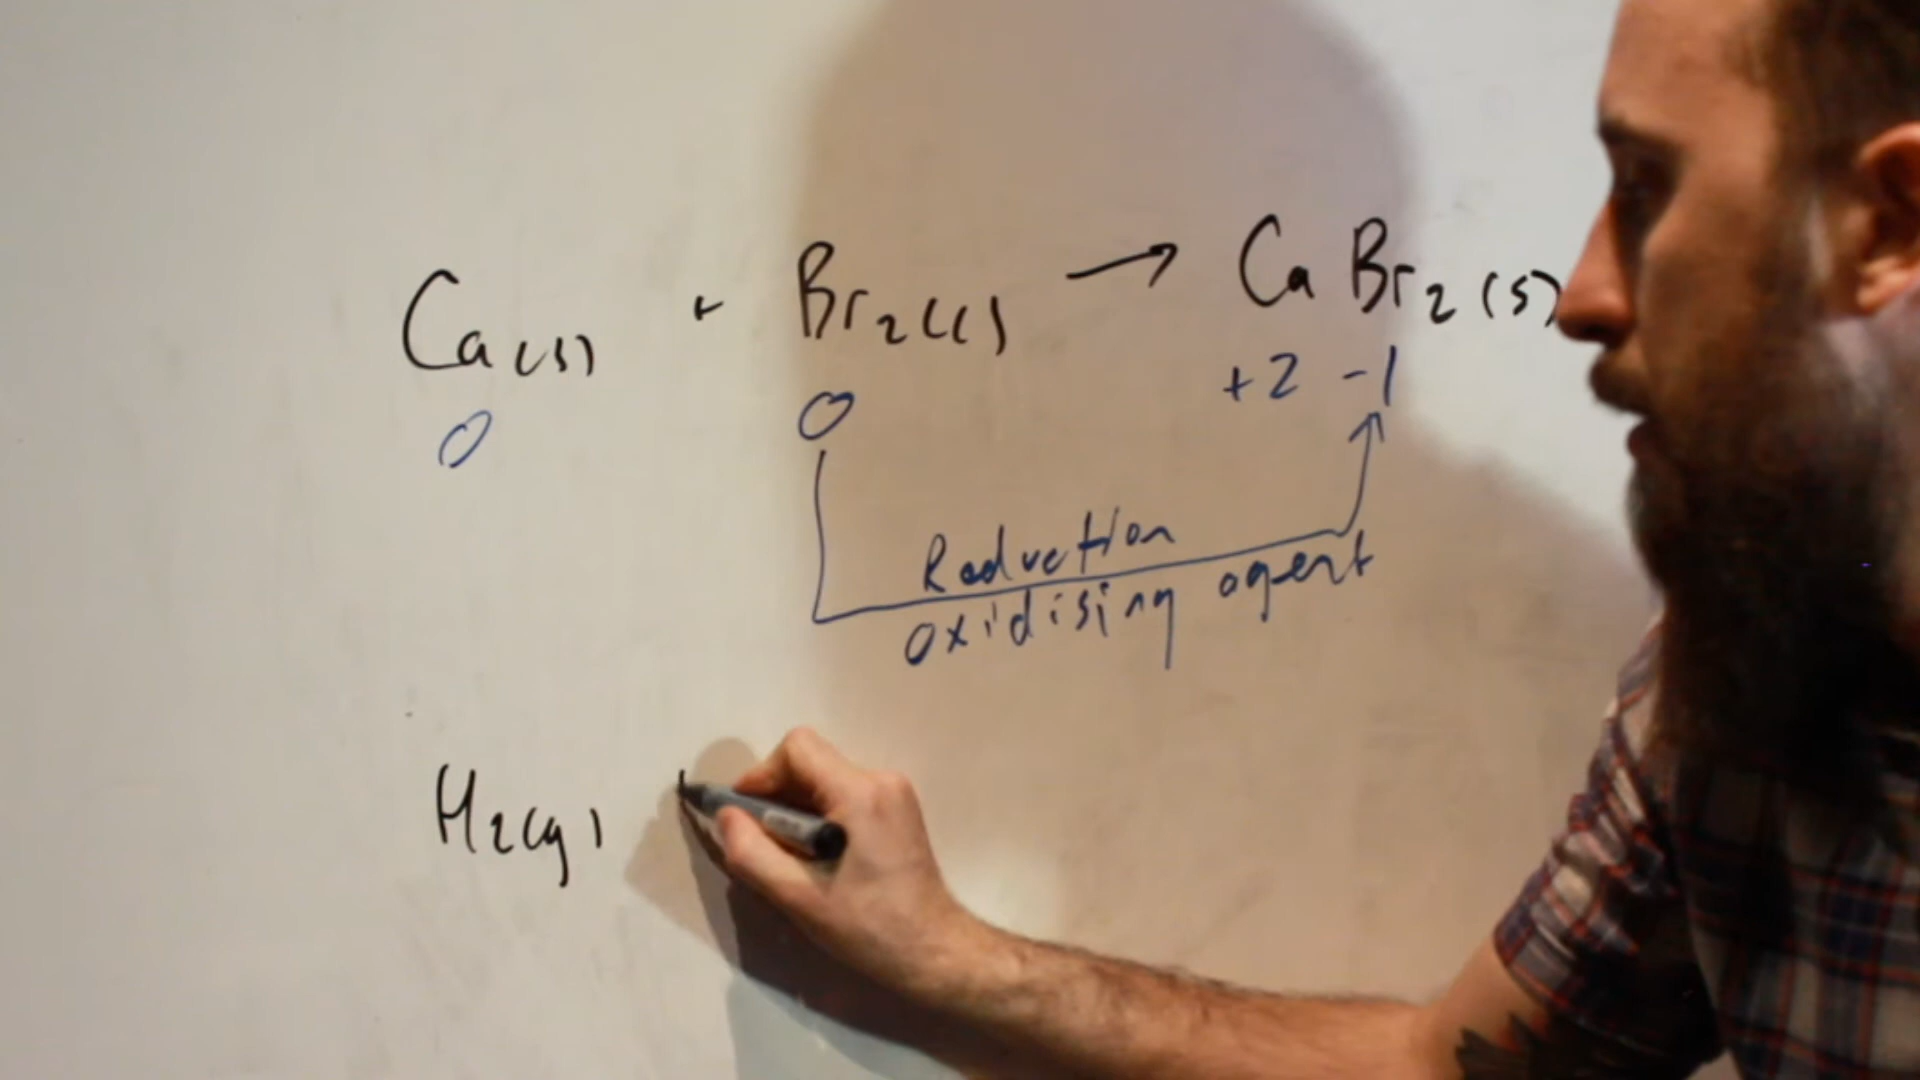 Ca(s) + Br2(l) → CaBr2(s)
0 0 +2 -1
Reduction
oxidising agent
H2(g)